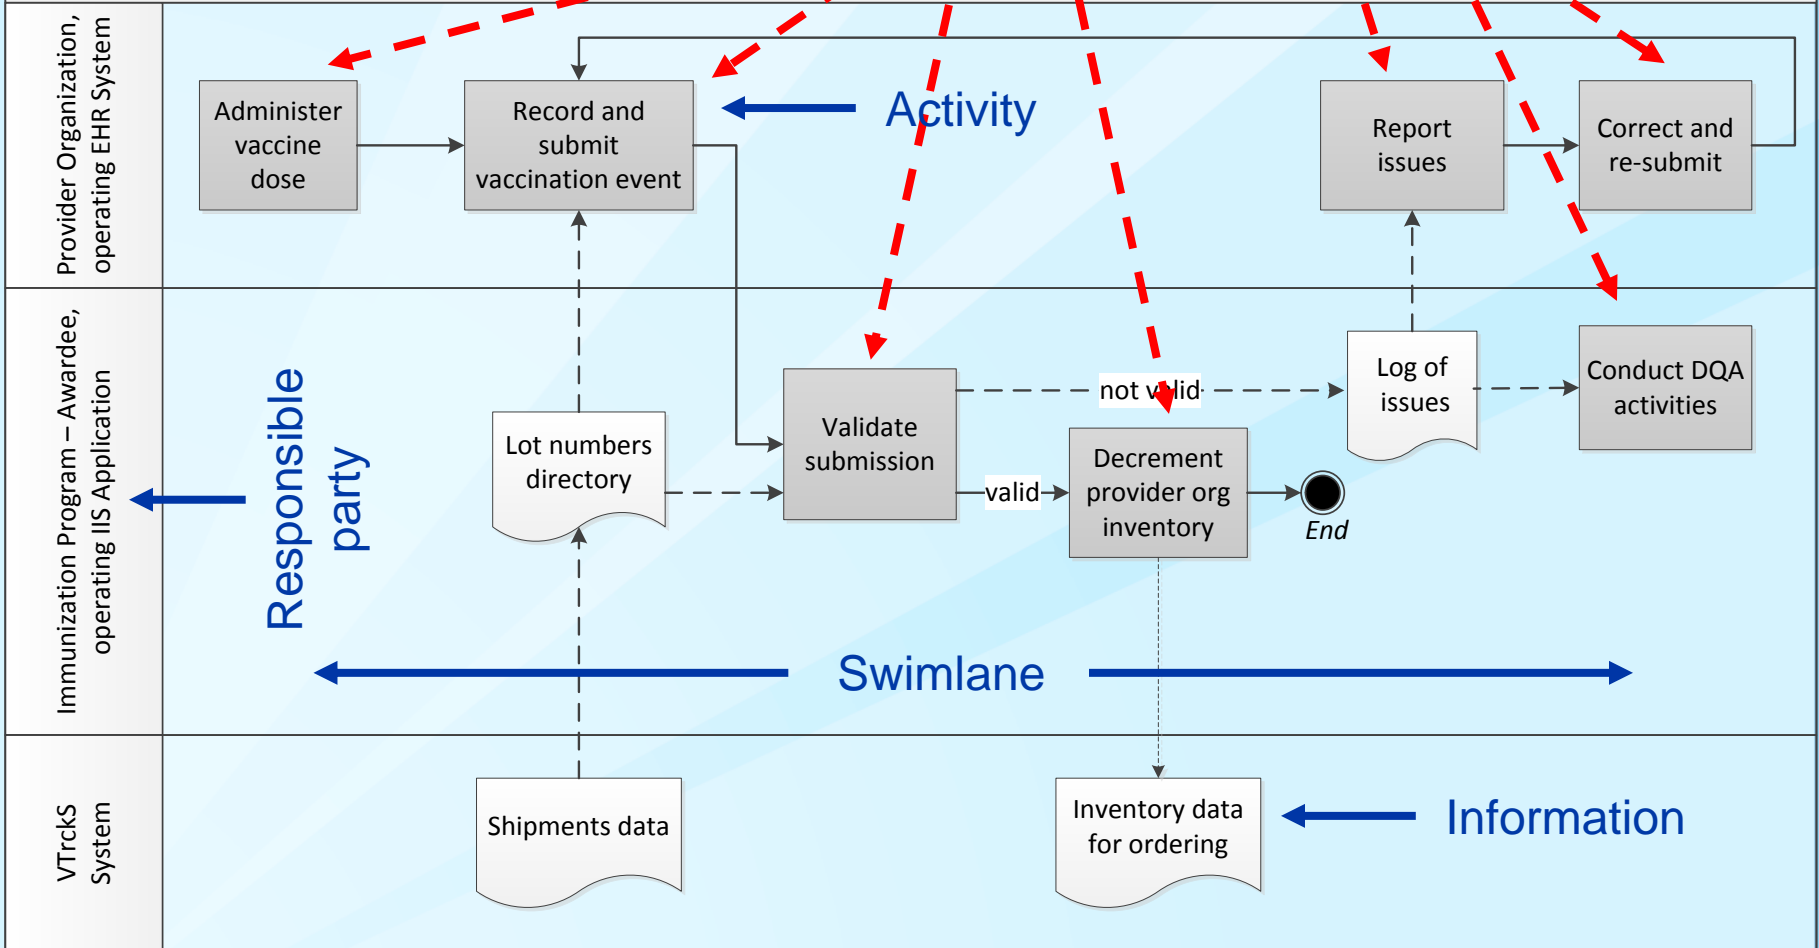 Provider Organization,
operating EHR System
Administer
vaccine
dose
Record and
submit
vaccination event
Activity
Report
issues
Correct and
re-submit
Immunization Program – Awardee,
operating IIS Application
Responsible
party
Lot numbers
directory
Validate
submission
not valid
valid
Decrement
provider org
inventory
End
Log of
issues
Conduct DQA
activities
Swimlane
VTrckS
System
Shipments data
Inventory data
for ordering
Information